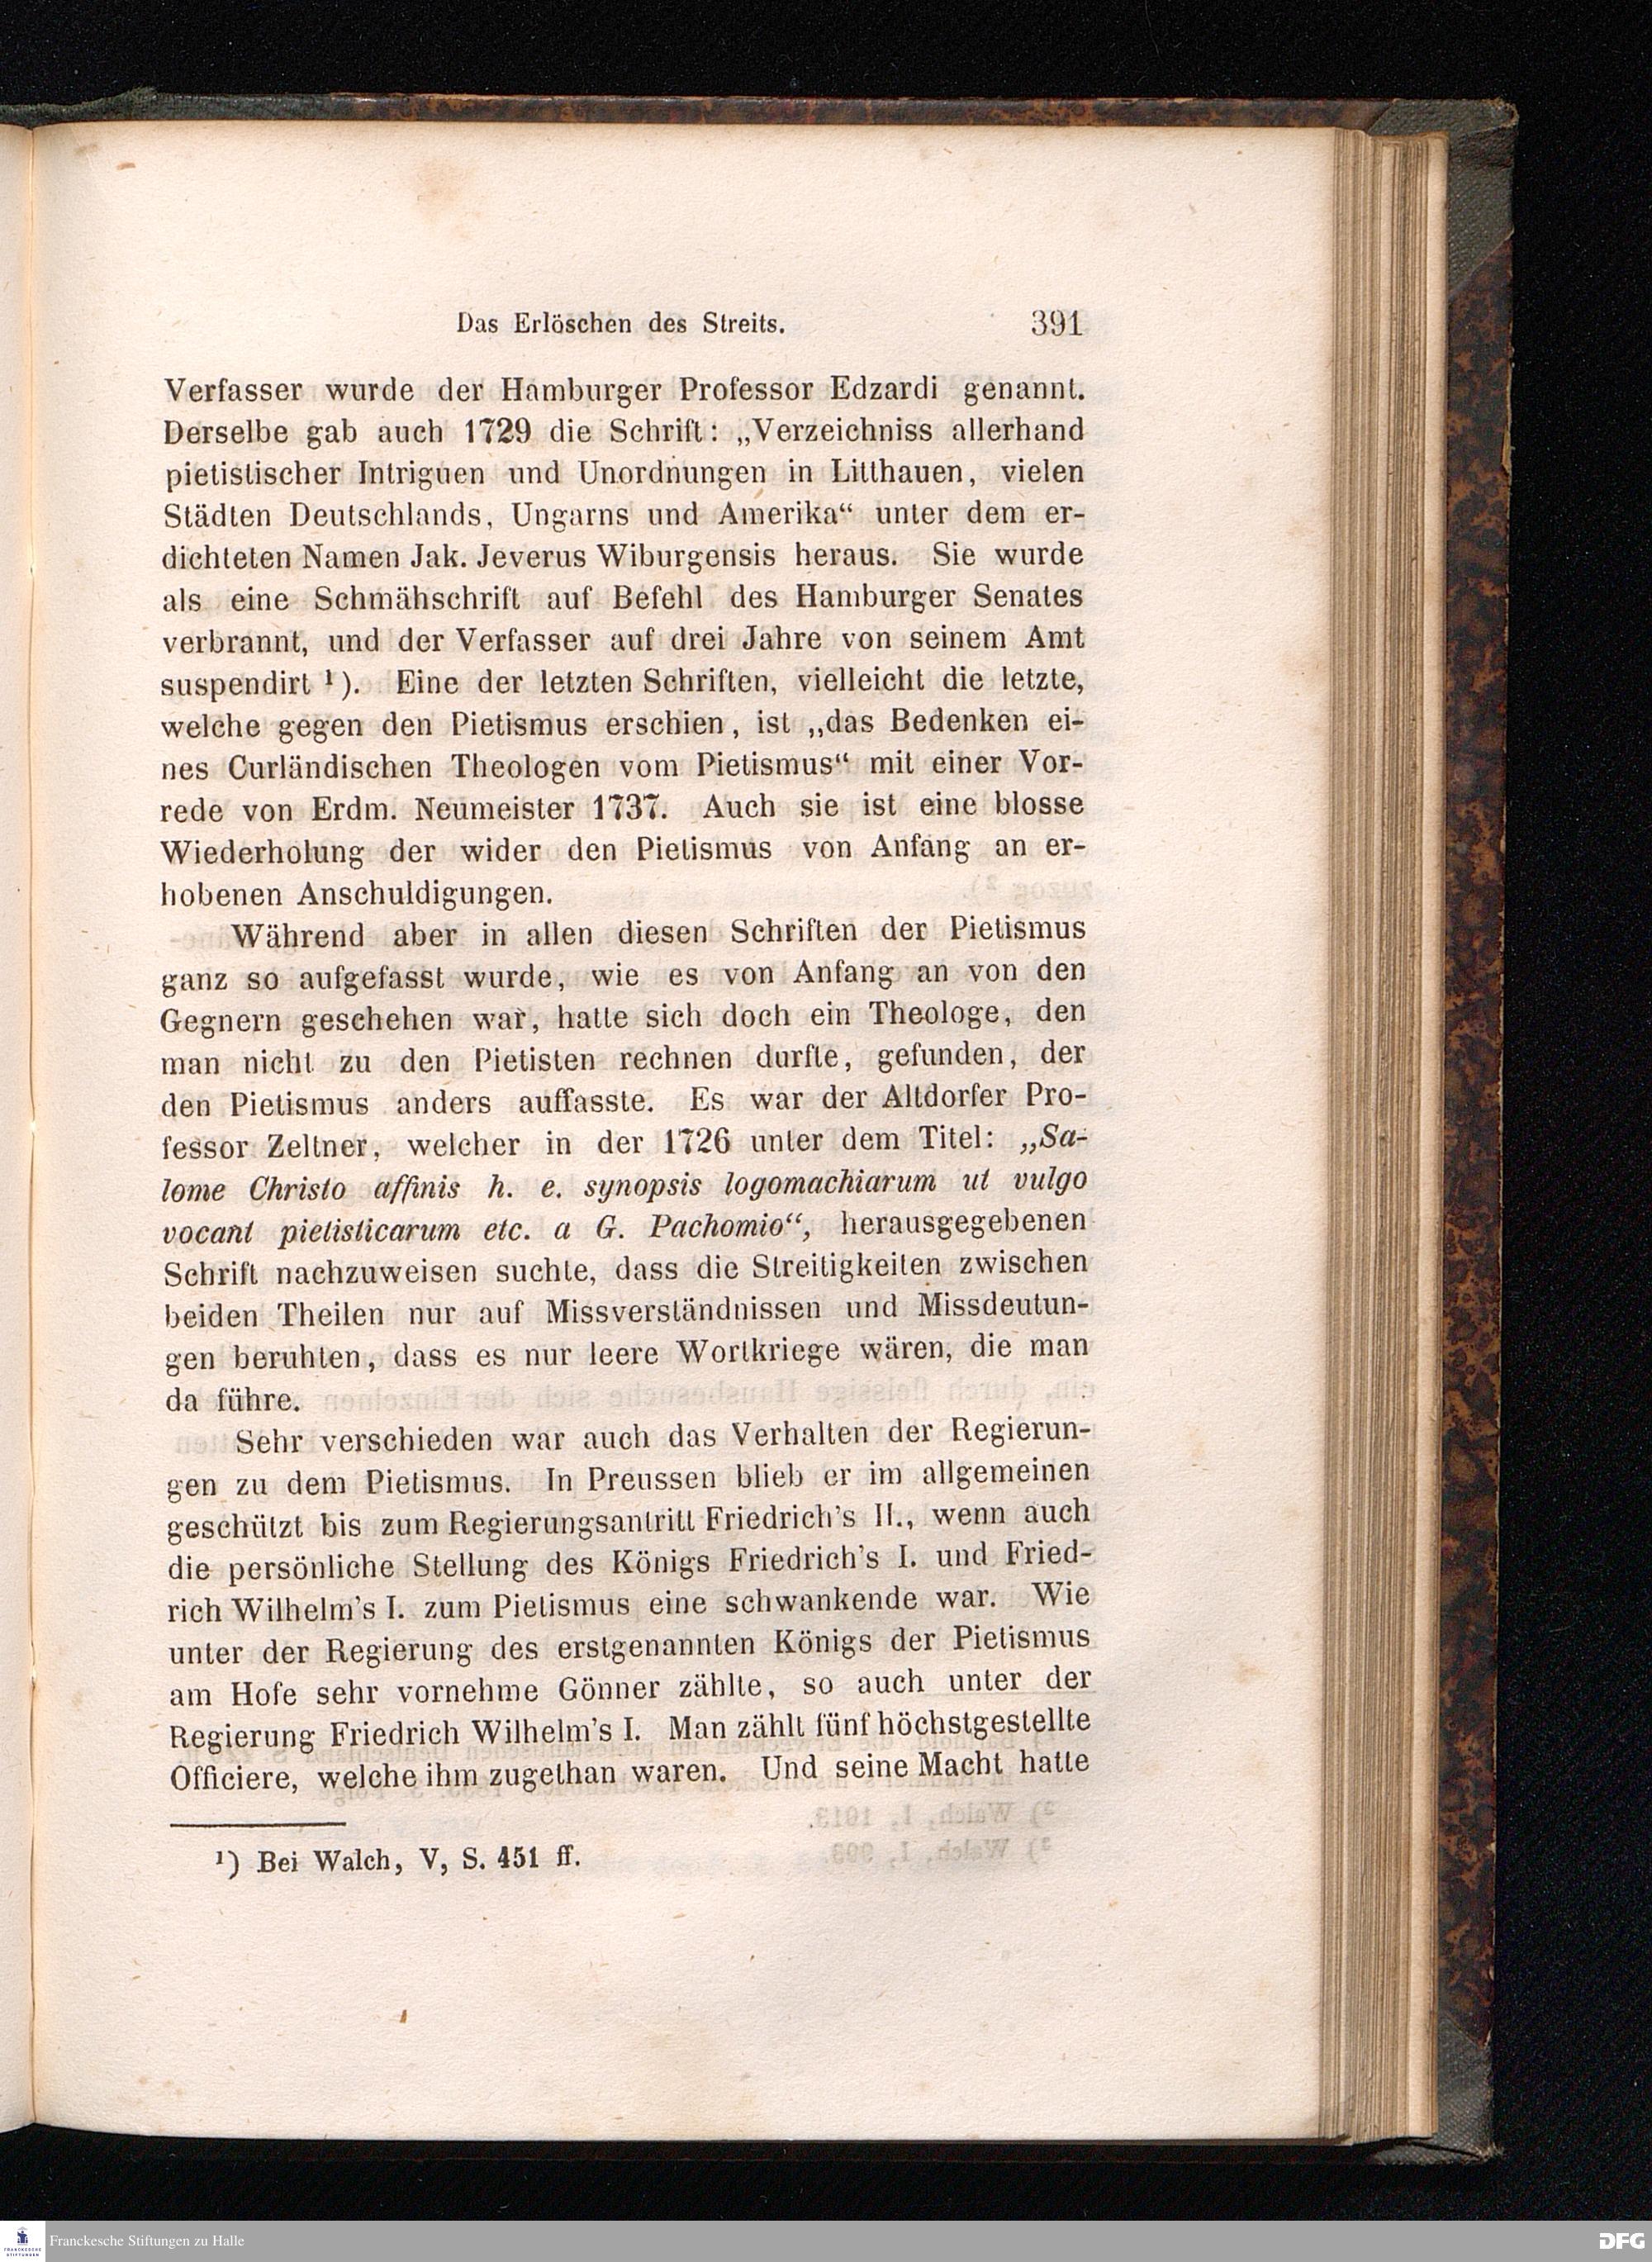 Das Erlöschen des Streits. 391
Verfasser wurde der Hamburger Professor Edzardi genannt.
Derselbe gab auch 1729 die Schrift: „Verzeichniss allerhand
pietistischer Intriguen und Unordnungen in Litthauen, vielen
Städten Deutschlands, Ungarns und Amerika“ unter dem er-
dichteten Namen Jak. Jeverus Wiburgensis heraus. Sie wurde
als eine Schmähschrift auf Befehl des Hamburger Senates
verbrannt, und der Verfasser auf drei Jahre von seinem Amt
suspendirt ¹). Eine der letzten Schriften, vielleicht die letzte,
welche gegen den Pietismus erschien, ist „das Bedenken ei-
nes Curländischen Theologen vom Pietismus“ mit einer Vor-
rede von Erdm. Neumeister 1737. Auch sie ist eine blosse
Wiederholung der wider den Pietismus von Anfang an er-
hobenen Anschuldigungen.
Während aber in allen diesen Schriften der Pietismus
ganz so aufgefasst wurde, wie es von Anfang an von den
Gegnern geschehen war, hatte sich doch ein Theologe, den
man nicht zu den Pietisten rechnen durfte, gefunden, der
den Pietismus anders auffasste. Es war der Altdorfer Pro-
fessor Zeltner, welcher in der 1726 unter dem Titel: „Sa-
lome Christo affinis h. e. synopsis logomachiarum ut vulgo
vocant pietisticarum etc. a G. Pachomio“, herausgegebenen
Schrift nachzuweisen suchte, dass die Streitigkeiten zwischen
beiden Theilen nur auf Missverständnissen und Missdeutun-
gen beruhten, dass es nur leere Wortkriege wären, die man
da führe.
Sehr verschieden war auch das Verhalten der Regierun-
gen zu dem Pietismus. In Preussen blieb er im allgemeinen
geschützt bis zum Regierungsantritt Friedrich's II., wenn auch
die persönliche Stellung des Königs Friedrich's I. und Fried-
rich Wilhelm's I. zum Pietismus eine schwankende war. Wie
unter der Regierung des erstgenannten Königs der Pietismus
am Hofe sehr vornehme Gönner zählte, so auch unter der
Regierung Friedrich Wilhelm's I. Man zählt fünf höchstgestellte
Officiere, welche ihm zugethan waren. Und seine Macht hatte
¹) Bei Walch, V, S. 451 ff.
FRANCKESCHE STIFTUNGEN Franckesche Stiftungen zu Halle DFG